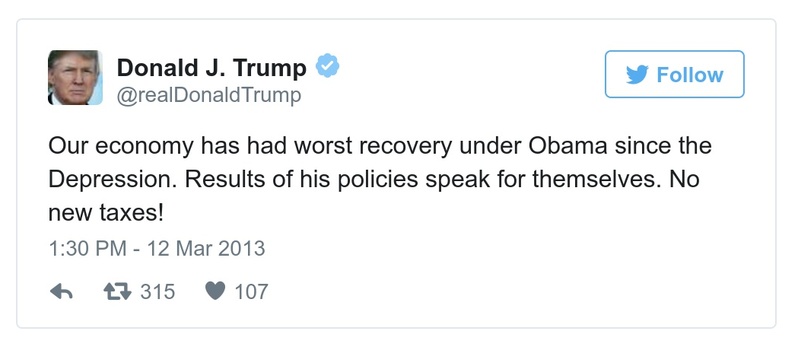 Donald J. Trump
Follow
@realDonaldTrump
Our economy has had worst recovery under Obama since the
Depression. Results of his policies speak for themselves. No
new taxes!
1:30 PM - 12 Mar 2013
315 107